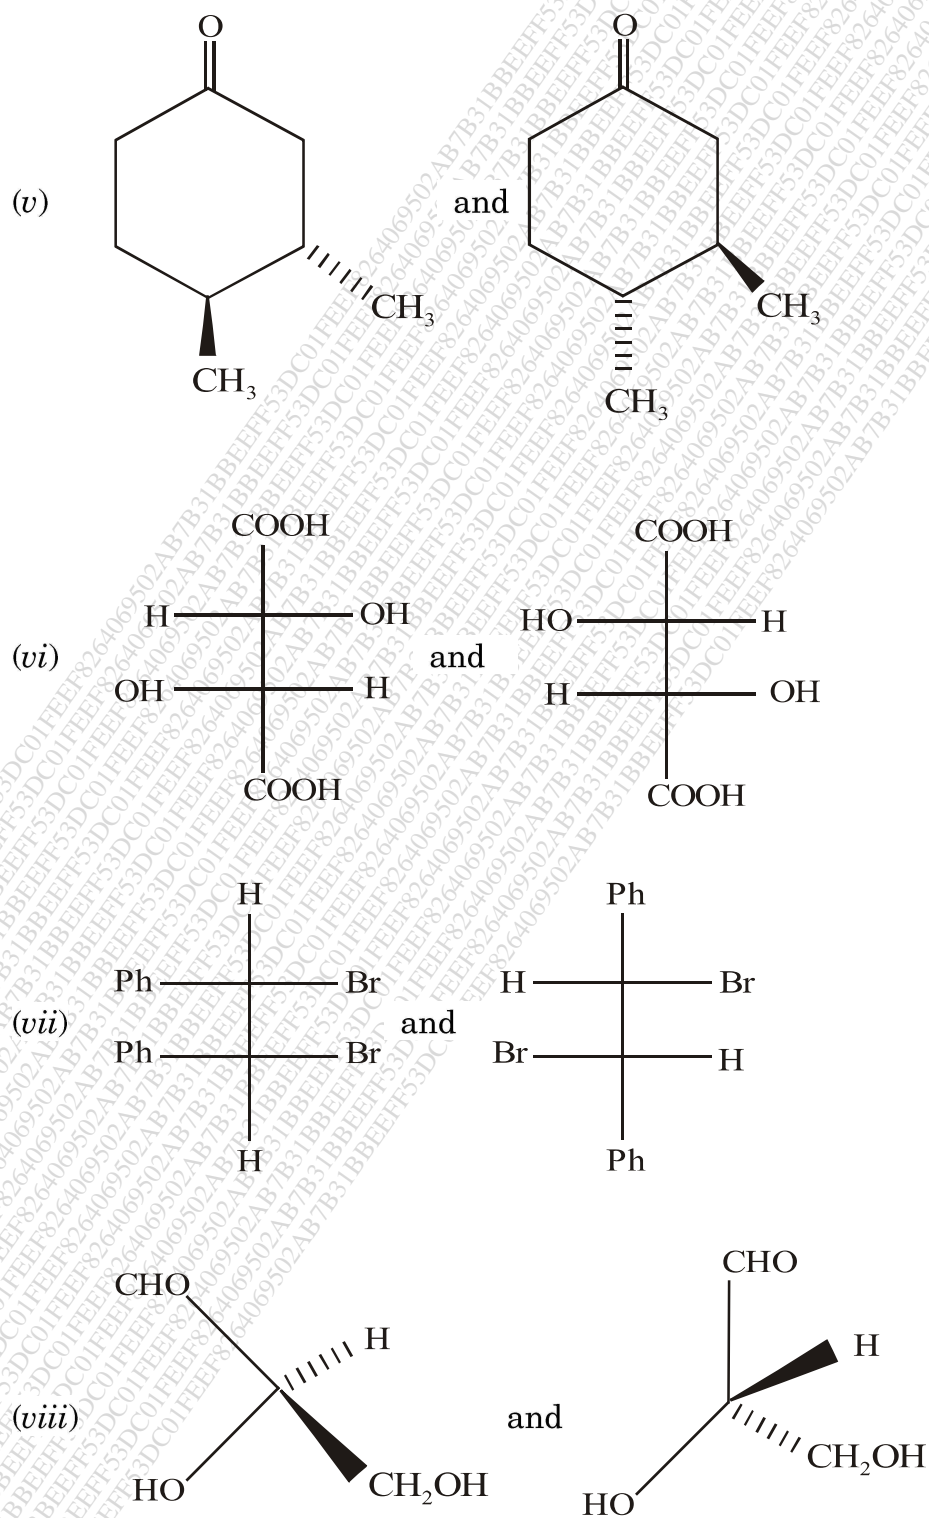 O O
(v) and
CH3 CH3
CH3 CH3
COOH COOH
H OH HO H
(vi) and
OH H H OH
COOH COOH
H Ph
Ph Br H Br
(vii) and
Ph Br Br H
H Ph
CHO CHO
H H
(viii) and
HO CH2OH HO CH2OH